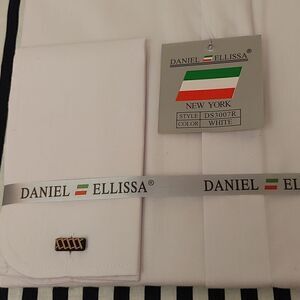 DANIEL ELLISSA®
NEW YORK
STYLE DS3007R
COLOR WHITE
DANIEL ELLISSA®
DANIEL ELLISSA